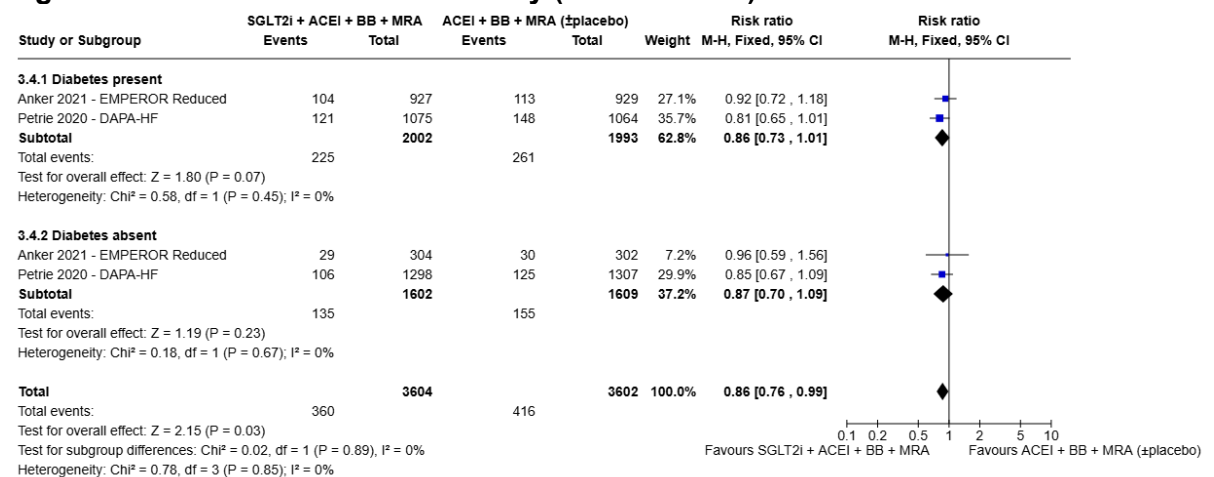 SGLT2i + ACEI + BB + MRA ACEI + BB + MRA (±placebo) Risk ratio Risk ratio
Study or Subgroup Events Total Events Total Weight M-H, Fixed, 95% CI M-H, Fixed, 95% CI
3.4.1 Diabetes present
Anker 2021 - EMPEROR Reduced 104 927 113 929 27.1% 0.92 [0.72 , 1.18]
Petrie 2020 - DAPA-HF 121 1075 148 1064 35.7% 0.81 [0.65 , 1.01]
Subtotal 2002 1993 62.8% 0.86 [0.73 , 1.01]
Total events: 225 261
Test for overall effect: Z = 1.80 (P = 0.07)
Heterogeneity: Chi² = 0.58, df = 1 (P = 0.45); I² = 0%
3.4.2 Diabetes absent
Anker 2021 - EMPEROR Reduced 29 304 30 302 7.2% 0.96 [0.59 , 1.56]
Petrie 2020 - DAPA-HF 106 1298 125 1307 29.9% 0.85 [0.67 , 1.09]
Subtotal 1602 1609 37.2% 0.87 [0.70 , 1.09]
Total events: 135 155
Test for overall effect: Z = 1.19 (P = 0.23)
Heterogeneity: Chi² = 0.18, df = 1 (P = 0.67); I² = 0%
Total 3604 3602 100.0% 0.86 [0.76 , 0.99]
Total events: 360 416
Test for overall effect: Z = 2.15 (P = 0.03)
0.1 0.2 0.5 1 2 5 10
Test for subgroup differences: Chi² = 0.02, df = 1 (P = 0.89), I² = 0% Favours SGLT2i + ACEI + BB + MRA Favours ACEI + BB + MRA (±placebo)
Heterogeneity: Chi² = 0.78, df = 3 (P = 0.85); I² = 0%